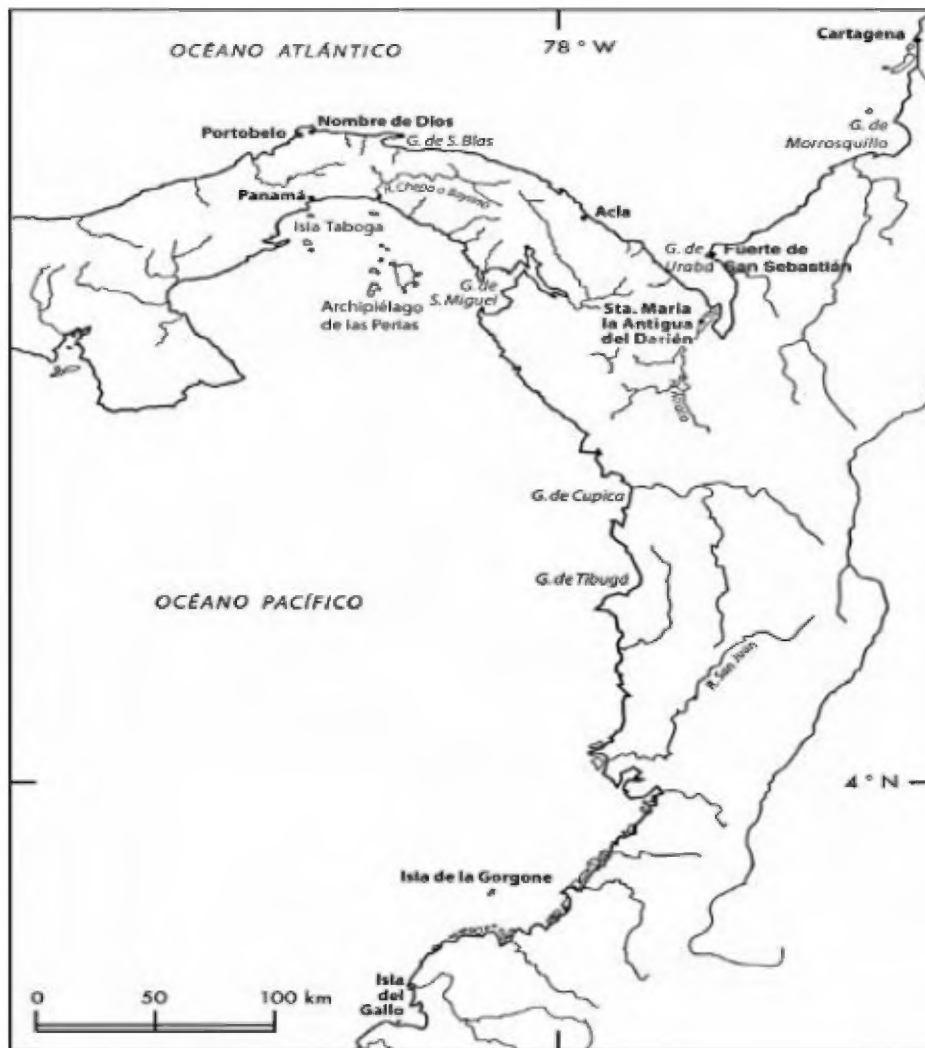 OCÉANO ATLÁNTICO
78 ° W
Cartagena
G. de
Morrosquillo
Nombre de Dios
Portobelo
G. de S. Blas
R. Chepo o Bayano
Panamá
Isla Taboga
Acla
G. de
Urabá
Fuerte de
San Sebastián
G. de
S. Miguel
Archipiélago
de las Perlas
Sta. María
la Antigua
del Darién
G. de Cupica
G. de Tibugá
OCÉANO PACÍFICO
R. San Juan
4 ° N
Isla de la Gorgone
Isla
del
Gallo
0 50 100 km